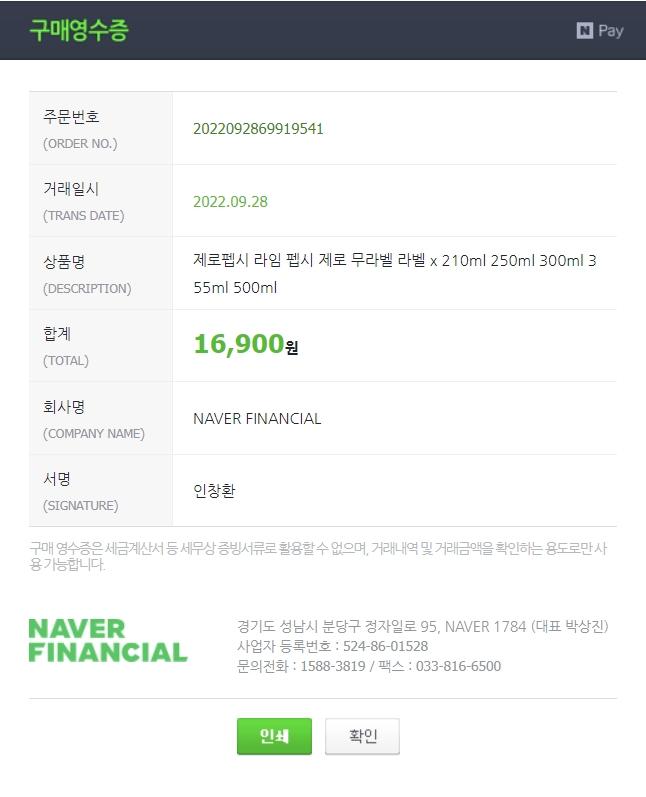 구매영수증
N Pay
주문번호
(ORDER NO.)
2022092869919541
거래일시
(TRANS DATE)
2022.09.28
상품명
(DESCRIPTION)
제로펩시 라임 펩시 제로 무라벨 라벨 x 210ml 250ml 300ml 3
55ml 500ml
합계
(TOTAL)
16,900원
회사명
(COMPANY NAME)
NAVER FINANCIAL
서명
(SIGNATURE)
인창환
구매 영수증은 세금계산서 등 세무상 증빙서류로 활용할 수 없으며, 거래내역 및 거래금액을 확인하는 용도로만 사
용 가능합니다.
NAVER
FINANCIAL
경기도 성남시 분당구 정자일로 95, NAVER 1784 (대표 박상진)
사업자 등록번호 : 524-86-01528
문의전화 : 1588-3819 / 팩스 : 033-816-6500
인쇄
확인